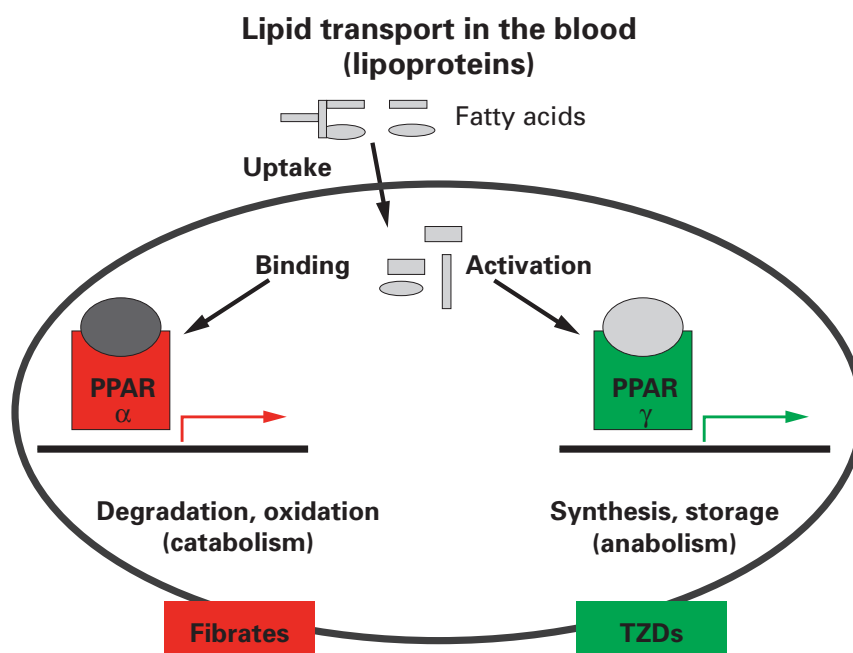 Lipid transport in the blood
(lipoproteins)
Fatty acids
Uptake
Binding
Activation
PPAR
α
PPAR
γ
Degradation, oxidation
(catabolism)
Synthesis, storage
(anabolism)
Fibrates
TZDs